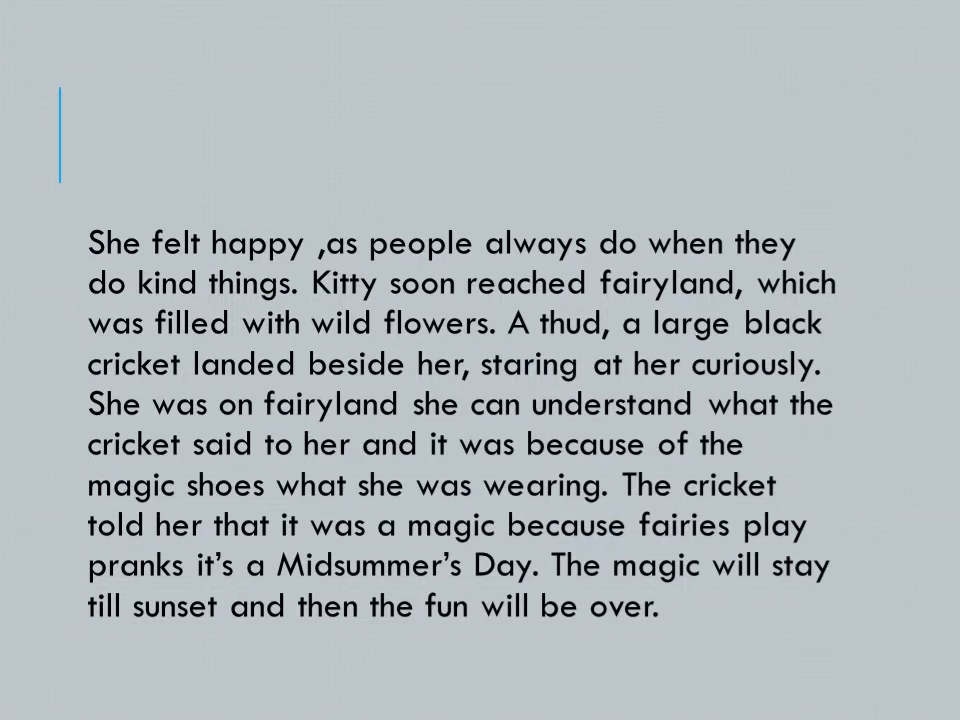 She felt happy ,as people always do when they
do kind things. Kitty soon reached fairyland, which
was filled with wild flowers. A thud, a large black
cricket landed beside her, staring at her curiously.
She was on fairyland she can understand what the
cricket said to her and it was because of the
magic shoes what she was wearing. The cricket
told her that it was a magic because fairies play
pranks it’s a Midsummer’s Day. The magic will stay
till sunset and then the fun will be over.